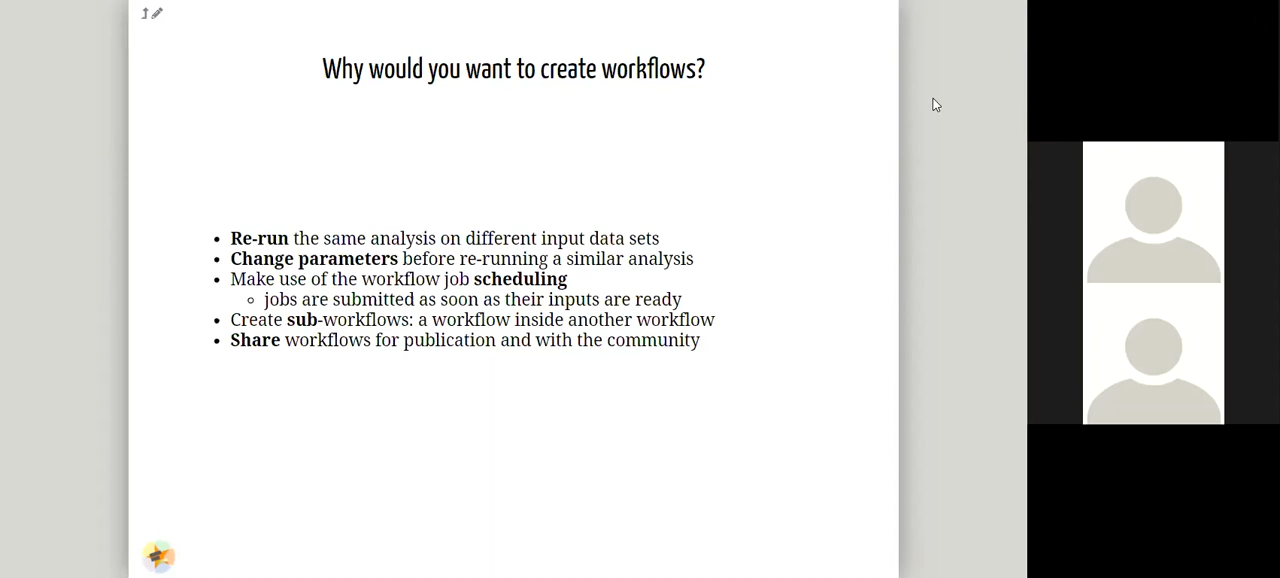 Why would you want to create workflows?
Re-run the same analysis on different input data sets
Change parameters before re-running a similar analysis
Make use of the workflow job scheduling
jobs are submitted as soon as their inputs are ready
Create sub-workflows: a workflow inside another workflow
Share workflows for publication and with the community